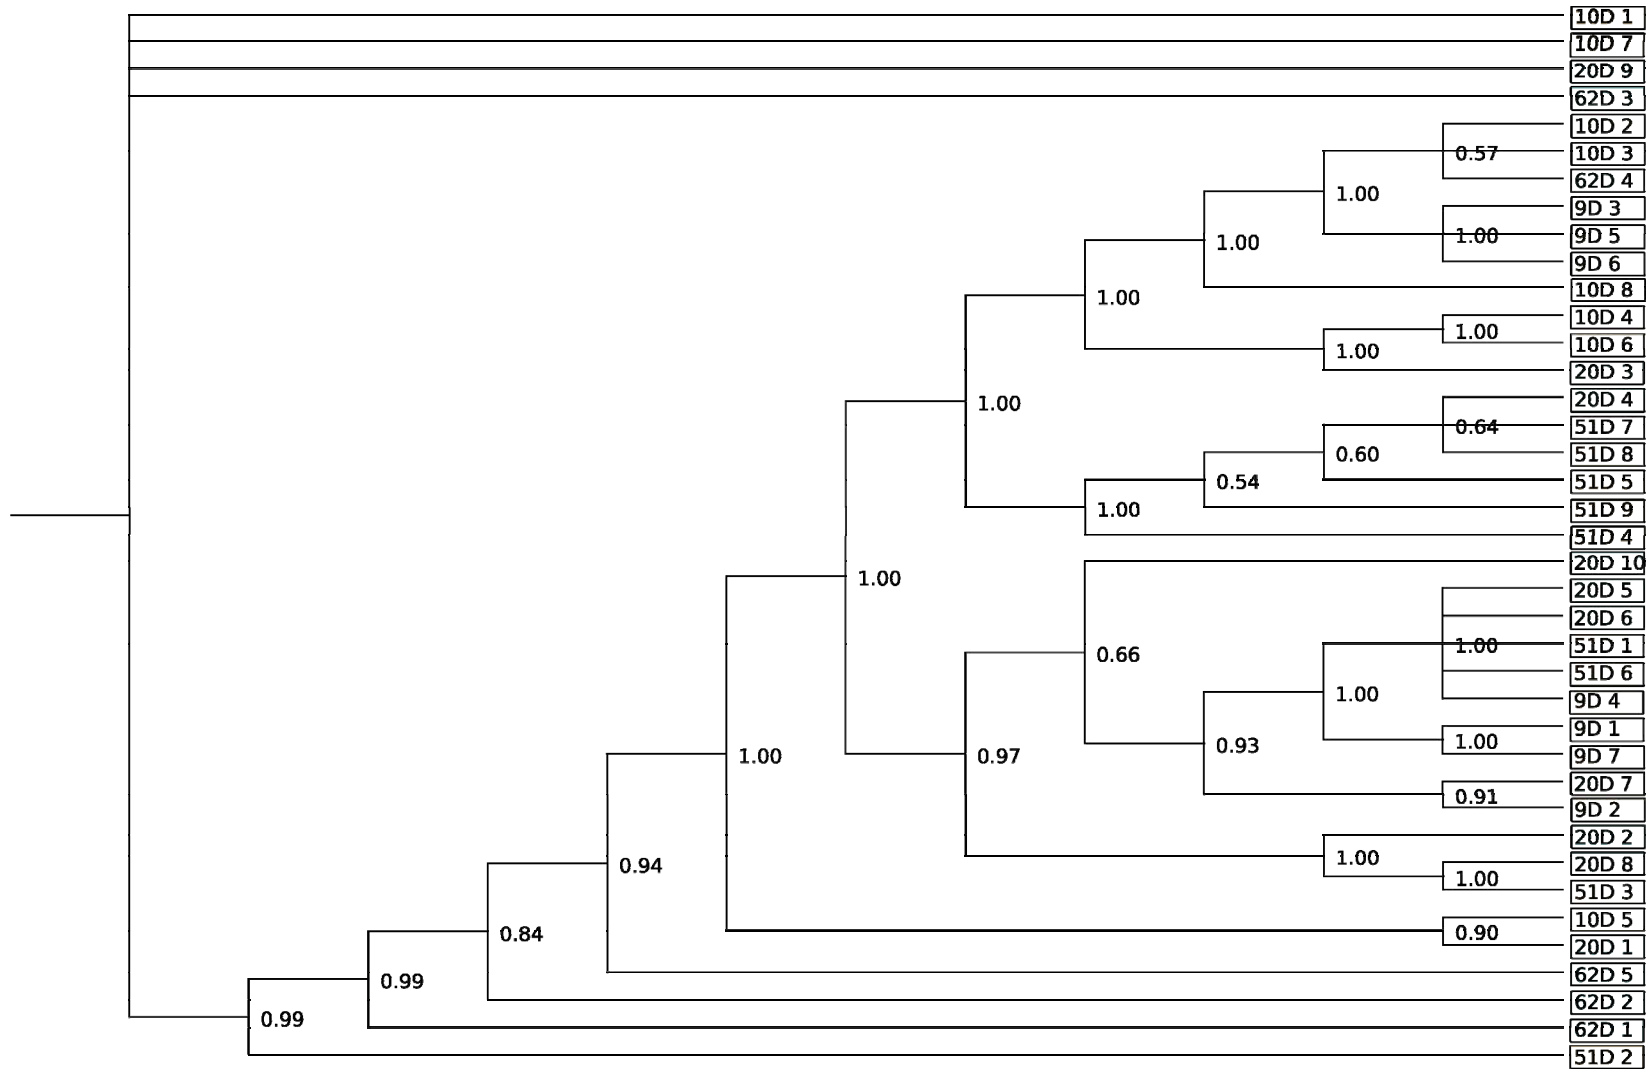 10D 1
10D 7
20D 9
62D 3
10D 2
0.57
10D 3
62D 4
1.00
9D 3
1.00
9D 5
1.00
9D 6
10D 8
1.00
10D 4
1.00
10D 6
1.00
20D 3
20D 4
1.00
0.64
51D 7
0.60
51D 8
0.54
51D 5
1.00
51D 9
51D 4
20D 10
1.00
20D 5
20D 6
1.00
51D 1
0.66
51D 6
1.00
9D 4
9D 1
1.00
0.93
0.97
1.00
9D 7
20D 7
0.91
9D 2
20D 2
1.00
0.94
20D 8
1.00
51D 3
10D 5
0.84
0.90
20D 1
0.99
62D 5
62D 2
0.99
62D 1
51D 2